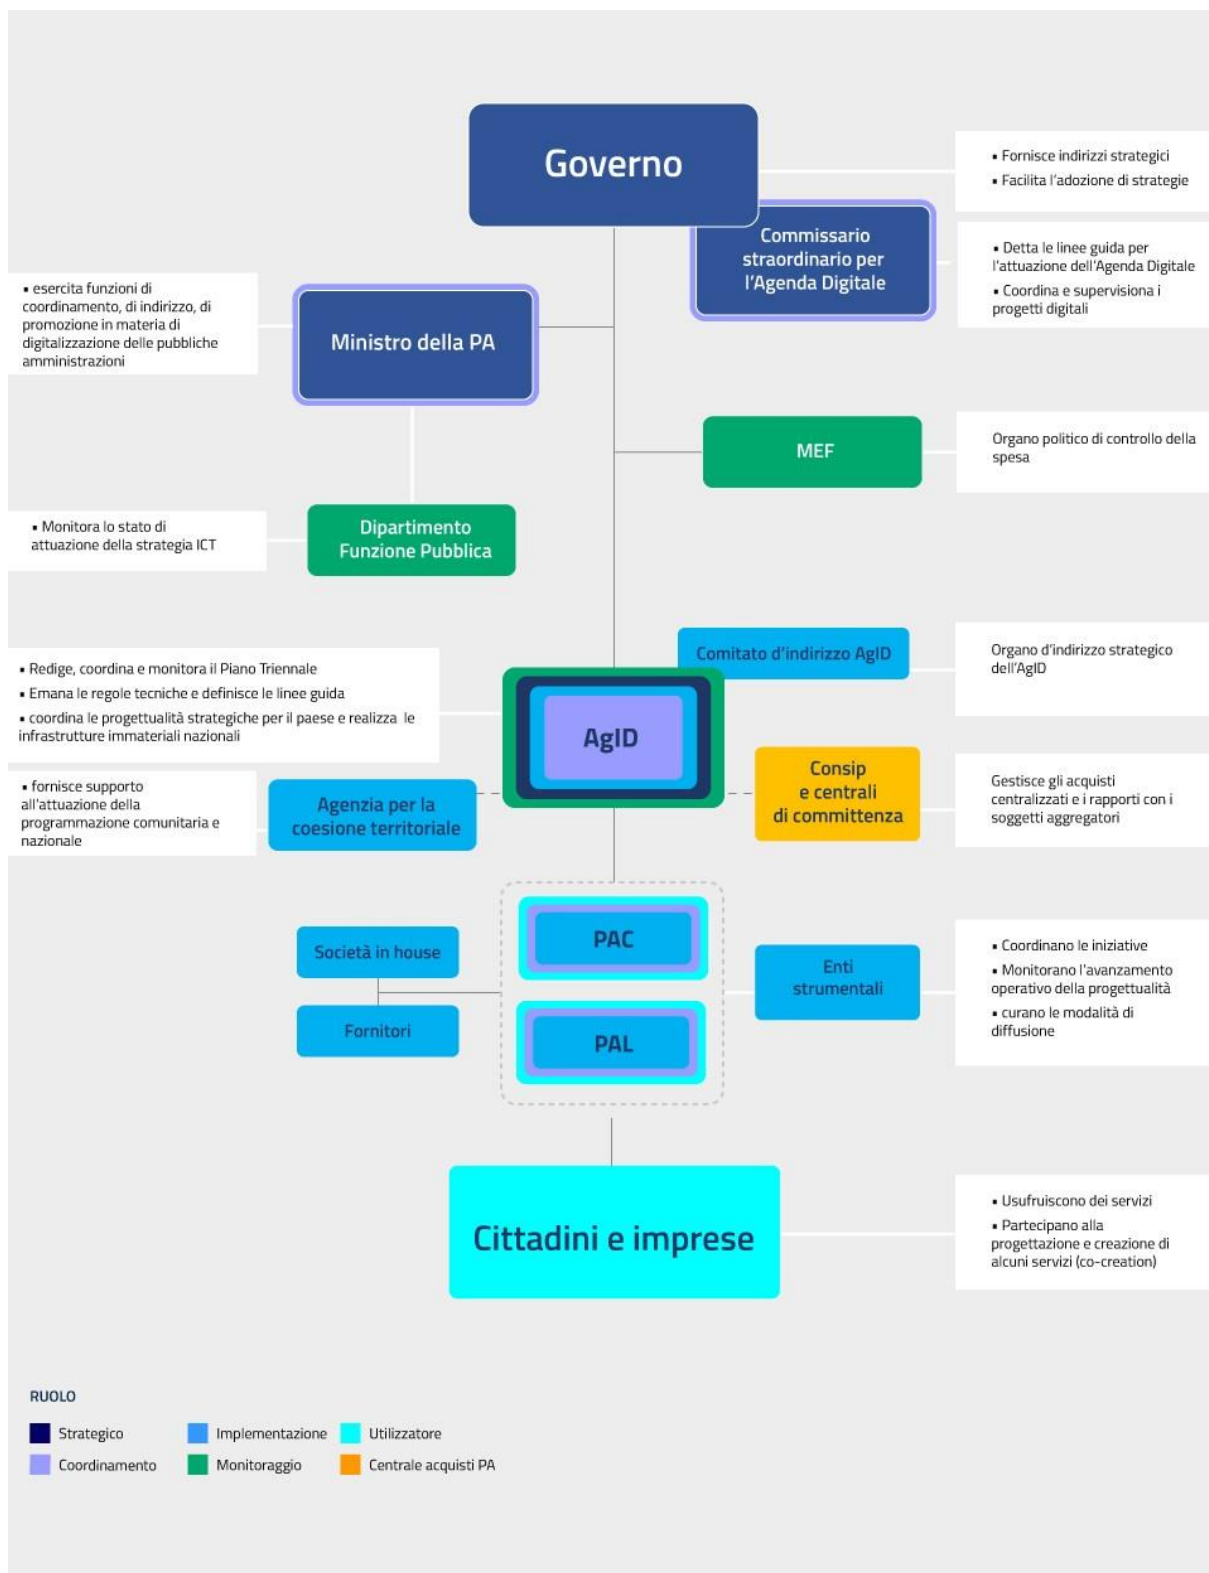 Governo
▪ Fornisce indirizzi strategici
▪ Facilita l'adozione di strategie
Commissario
straordinario per
l'Agenda Digitale
▪ Detta le linee guida per
l'attuazione dell'Agenda Digitale
▪ Coordina e supervisiona i
progetti digitali
▪ esercita funzioni di
coordinamento, di indirizzo, di
promozione in materia di
digitalizzazione delle pubbliche
amministrazioni
Ministro della PA
MEF
Organo politico di controllo della
spesa
▪ Monitora lo stato di
attuazione della strategia ICT
Dipartimento
Funzione Pubblica
Comitato d'indirizzo AgID
Organo d'indirizzo strategico
dell'AgID
▪ Redige, coordina e monitora il Piano Triennale
▪ Emana le regole tecniche e definisce le linee guida
▪ coordina le progettualità strategiche per il paese e realizza le
infrastrutture immateriali nazionali
AgID
▪ fornisce supporto
all'attuazione della
programmazione comunitaria e
nazionale
Agenzia per la
coesione territoriale
Consip
e centrali
di committenza
Gestisce gli acquisti
centralizzati e i rapporti con i
soggetti aggregatori
Società in house
Fornitori
PAC
PAL
Enti
strumentali
▪ Coordinano le iniziative
▪ Monitorano l'avanzamento
operativo della progettualità
▪ curano le modalità di
diffusione
Cittadini e imprese
▪ Usufruiscono dei servizi
▪ Partecipano alla
progettazione e creazione di
alcuni servizi (co-creation)
RUOLO
Strategico
Implementazione
Utilizzatore
Coordinamento
Monitoraggio
Centrale acquisti PA